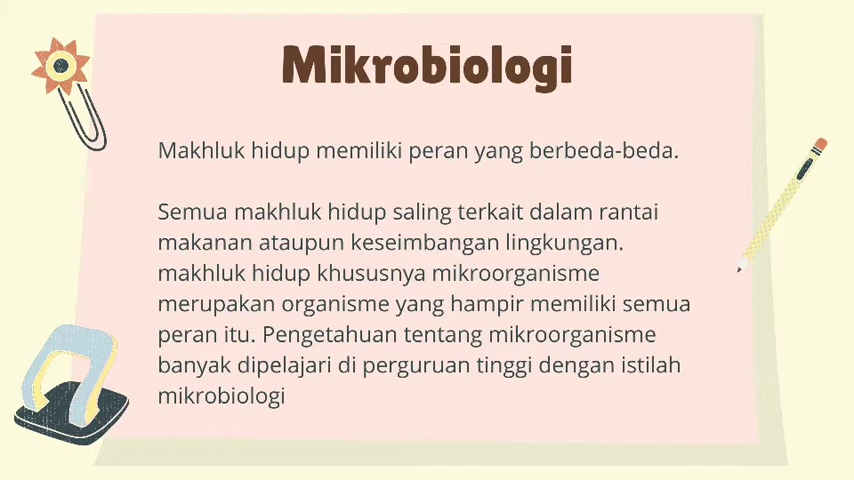 Mikrobiologi
Makhluk hidup memiliki peran yang berbeda-beda.
Semua makhluk hidup saling terkait dalam rantai
makanan ataupun keseimbangan lingkungan.
makhluk hidup khususnya mikroorganisme
merupakan organisme yang hampir memiliki semua
peran itu. Pengetahuan tentang mikroorganisme
banyak dipelajari di perguruan tinggi dengan istilah
mikrobiologi